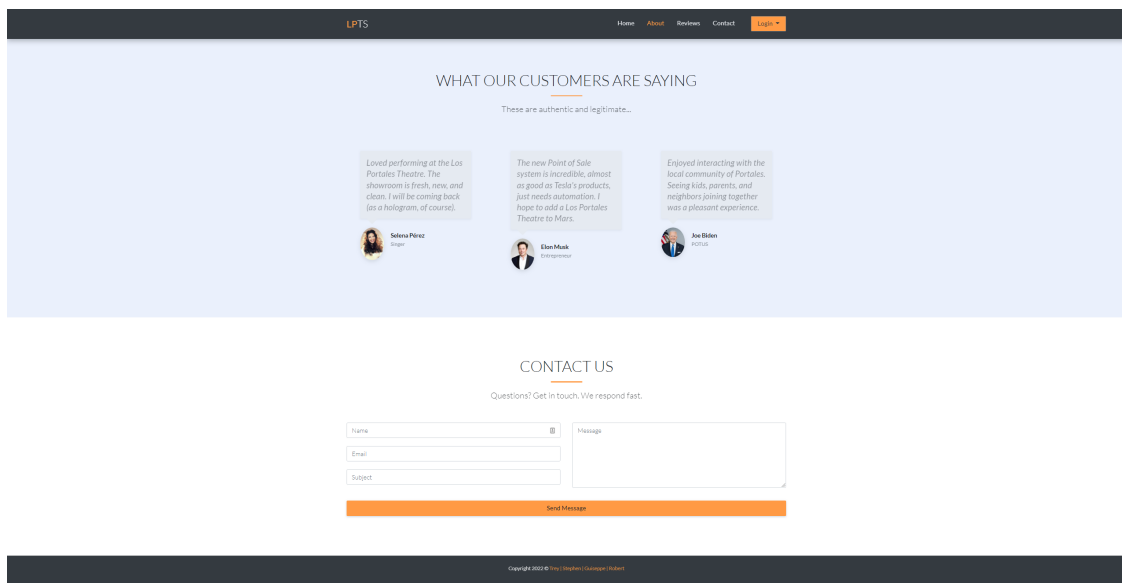 LPTS
Home About Reviews Contact Login
WHAT OUR CUSTOMERS ARE SAYING
These are authentic and legitimate...
Loved performing at the Los
Portales Theatre. The
showroom is fresh, new, and
clean. I will be coming back
(as a hologram, of course).
Selena Pérez
Singer
The new Point of Sale
system is incredible, almost
as good as Tesla's products,
just needs automation. I
hope to add a Los Portales
Theatre to Mars.
Elon Musk
Entrepreneur
Enjoyed interacting with the
local community of Portales.
Seeing kids, parents, and
neighbors joining together
was a pleasant experience.
Joe Biden
POTUS
CONTACT US
Questions? Get in touch. We respond fast.
Name
Email
Subject
Message
Send Message
Copyright 2022 © Trey | Stephen | Guiseppe | Robert